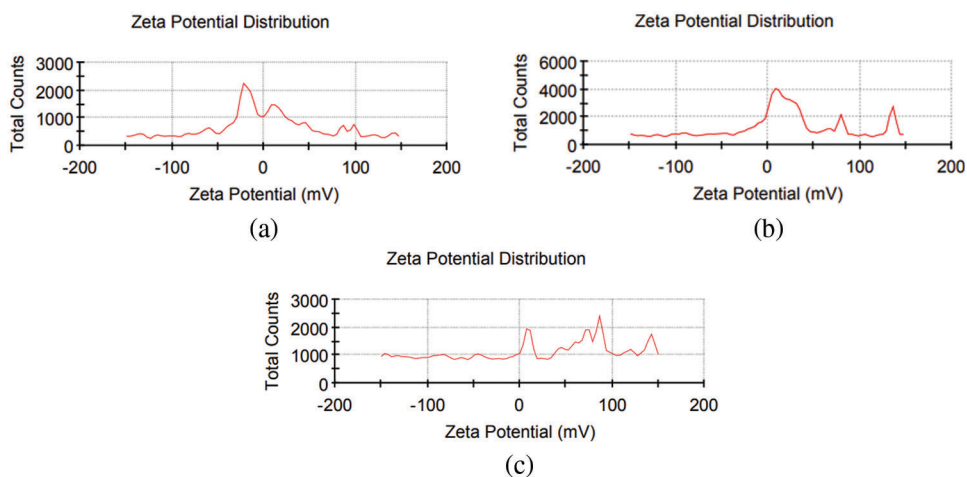 Zeta Potential Distribution
Total Counts
3000
2000
1000
0
-200 -100 0 100 200
Zeta Potential (mV)
(a)
Zeta Potential Distribution
Total Counts
6000
4000
2000
0
-200 -100 0 100 200
Zeta Potential (mV)
(b)
Zeta Potential Distribution
Total Counts
3000
2000
1000
0
-200 -100 0 100 200
Zeta Potential (mV)
(c)